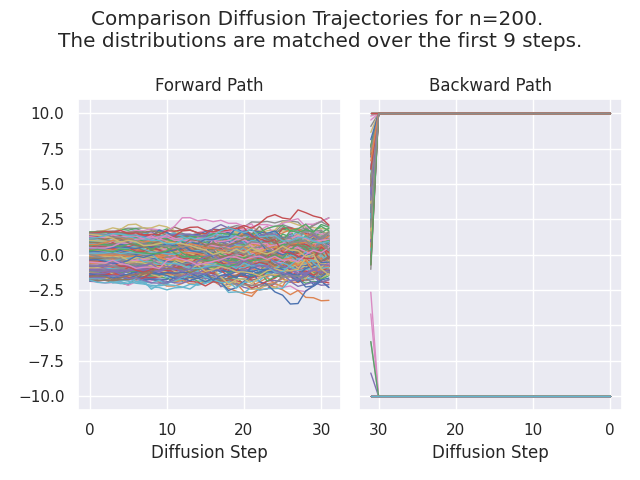 Comparison Diffusion Trajectories for n=200.
The distributions are matched over the first 9 steps.
Forward Path
Backward Path
10.0
7.5
5.0
2.5
0.0
−2.5
−5.0
−7.5
−10.0
0 10 20 30
30 20 10 0
Diffusion Step
Diffusion Step